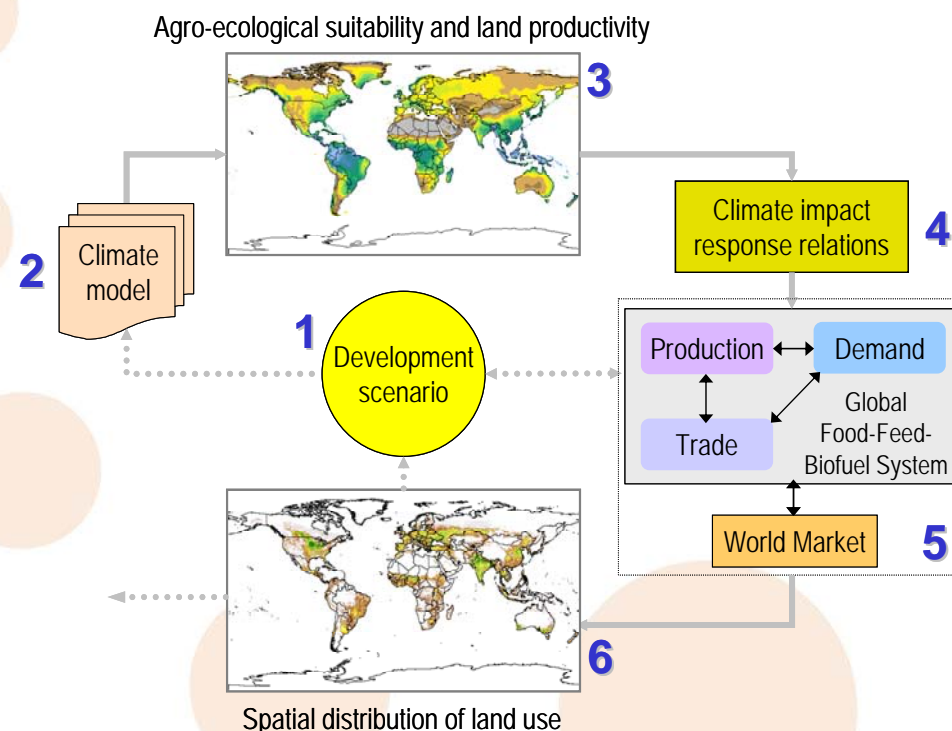 Agro-ecological suitability and land productivity
3
Climate impact
response relations
4
2
Climate
model
1
Development
scenario
Production
Demand
Trade
Global
Food-Feed-
Biofuel System
World Market
5
6
Spatial distribution of land use